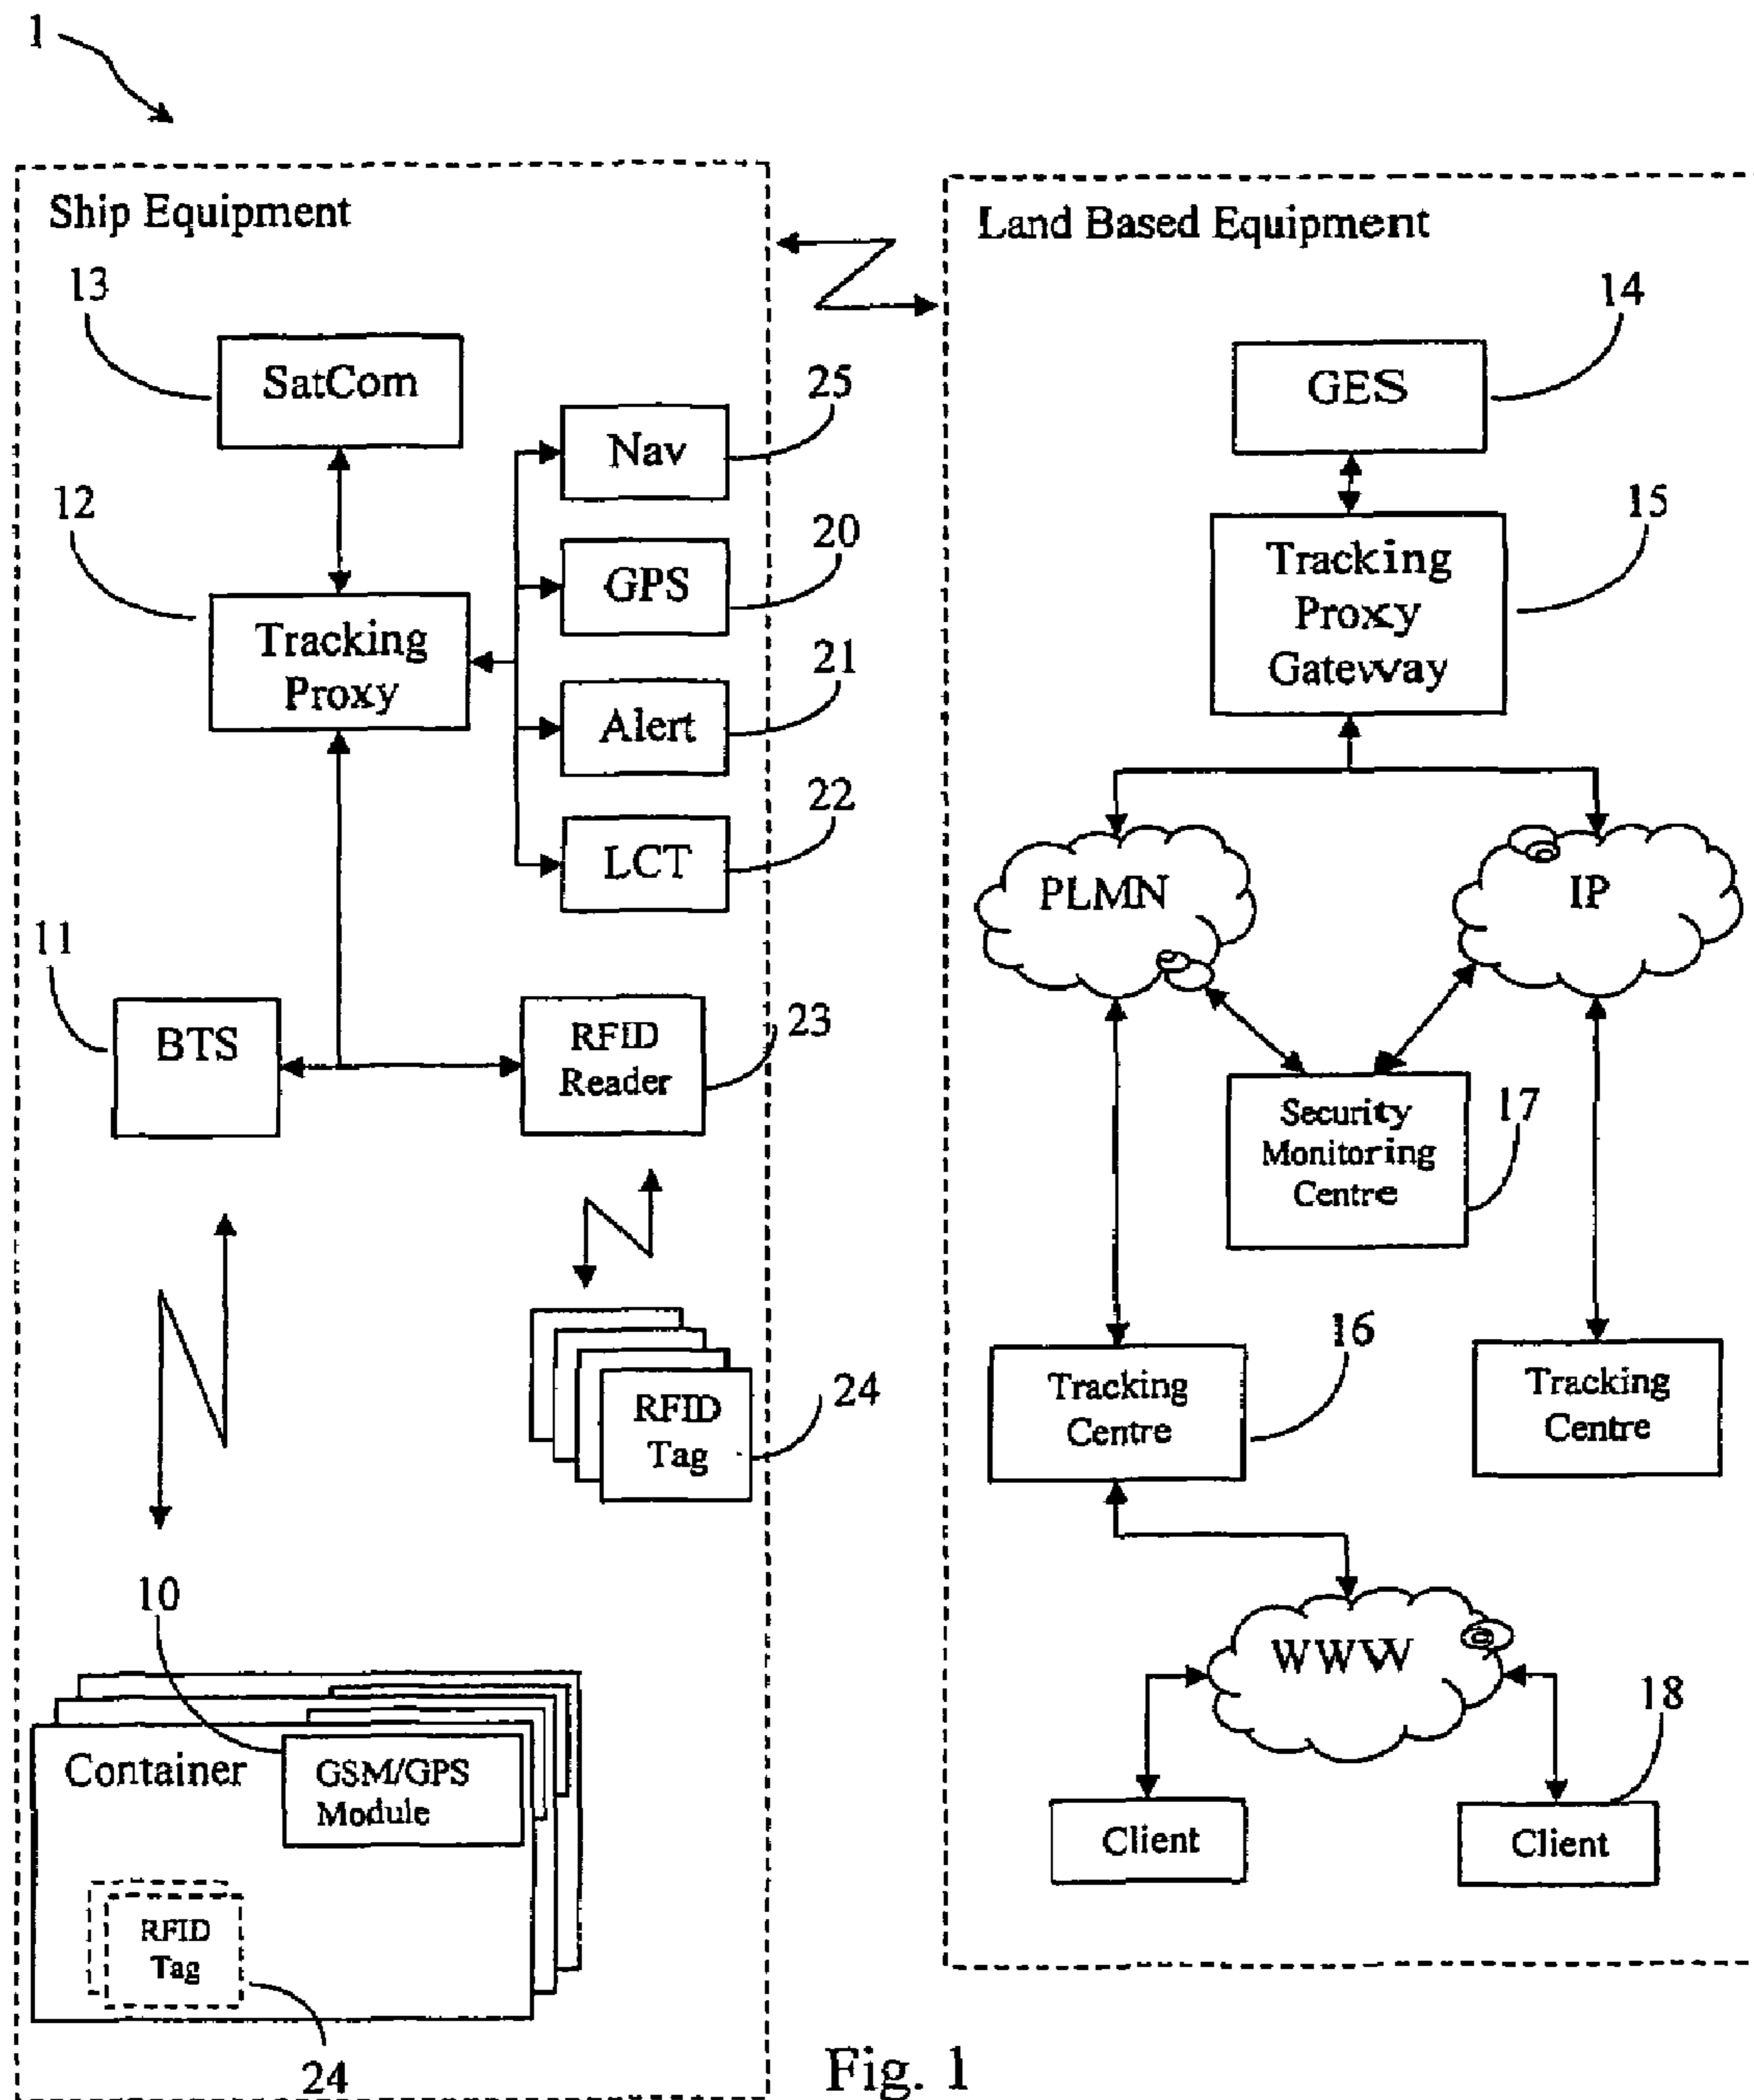 1
Ship Equipment
13
SatCom
25
Nav
12
20
GPS
Tracking
Proxy
21
Alert
22
LCT
11
BTS
RFID
Reader
23
RFID
Tag
24
10
Container
GSM/GPS
Module
RFID
Tag
24
Land Based Equipment
14
GES
15
Tracking
Proxy
Gateway
PLMN
IP
Security
Monitoring
Centre
17
16
Tracking
Centre
Tracking
Centre
WWW
18
Client
Client
Fig. 1